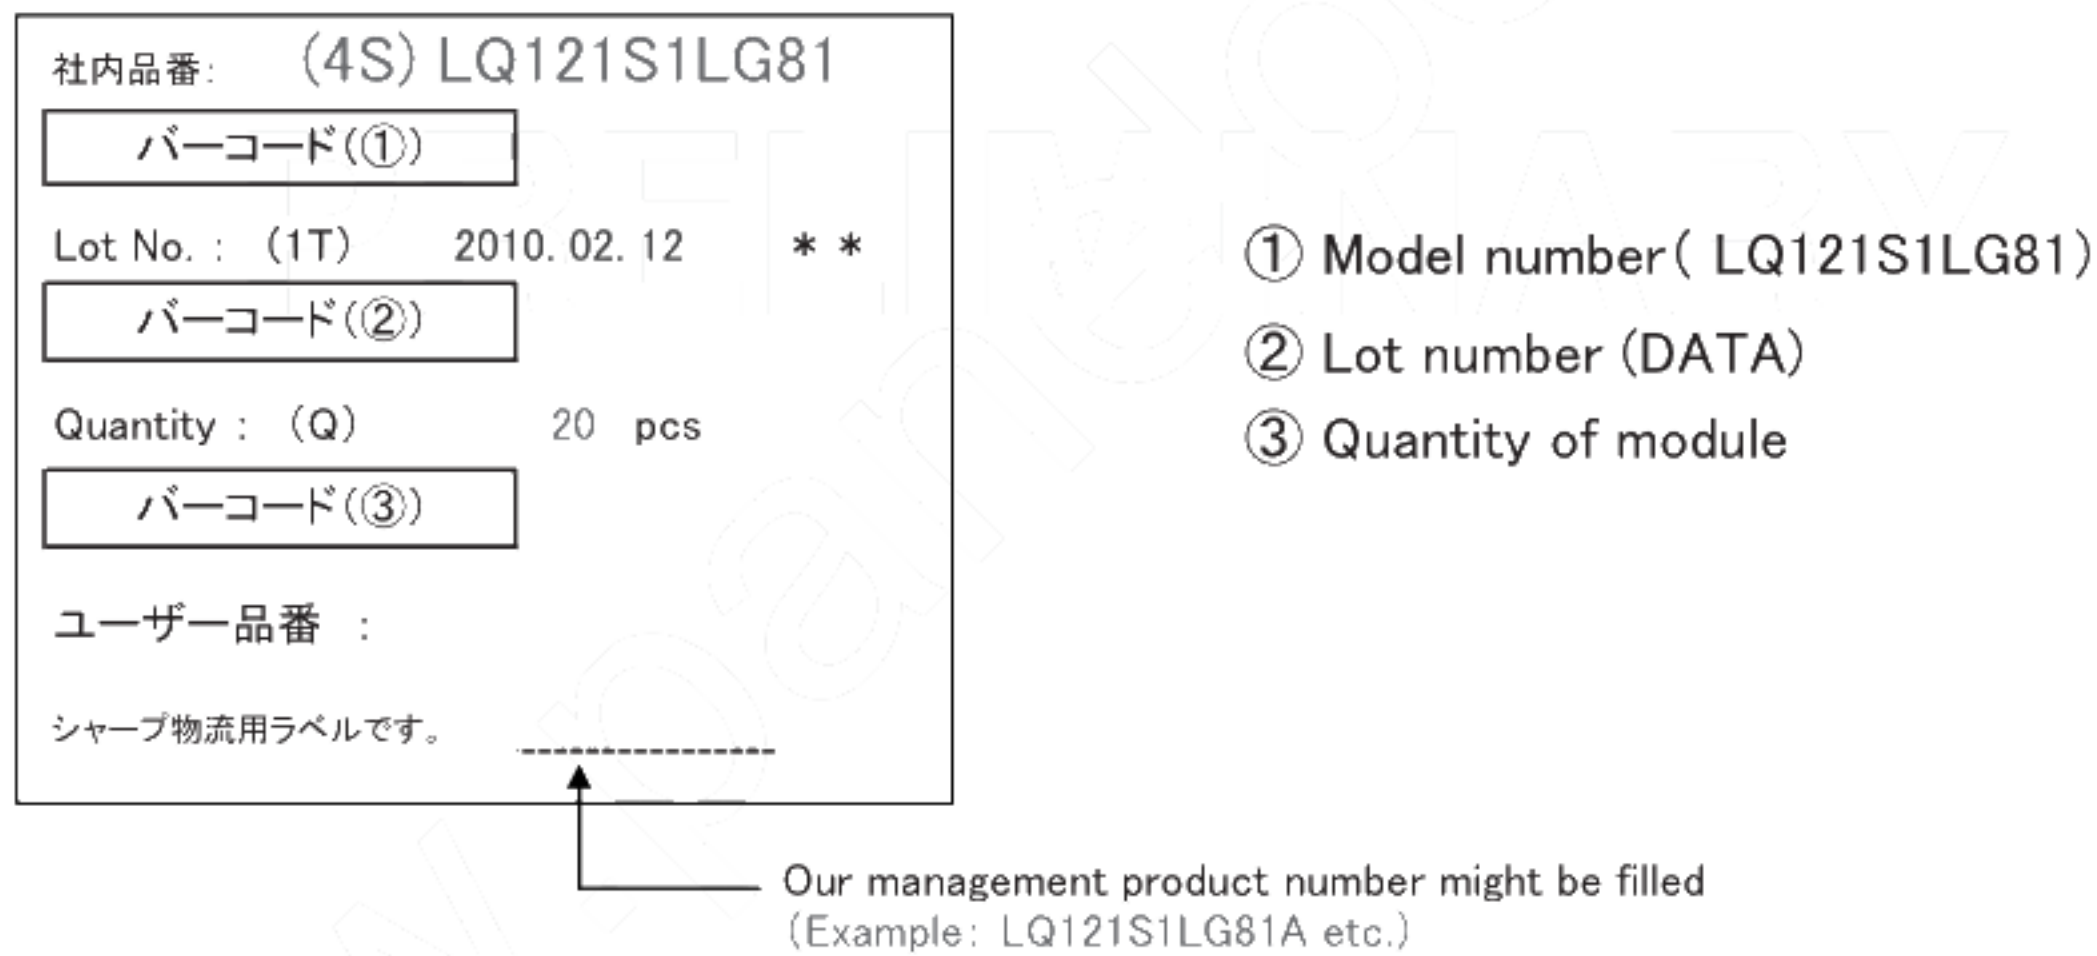 社内品番: (4S) LQ121S1LG81
バーコード(①)
Lot No. : (1T) 2010.02.12 * *
バーコード(②)
Quantity : (Q) 20 pcs
バーコード(③)
ユーザー品番 :
シャープ物流用ラベルです。
① Model number( LQ121S1LG81)
② Lot number (DATA)
③ Quantity of module
Our management product number might be filled
(Example: LQ121S1LG81A etc.)
PRELIMINARY